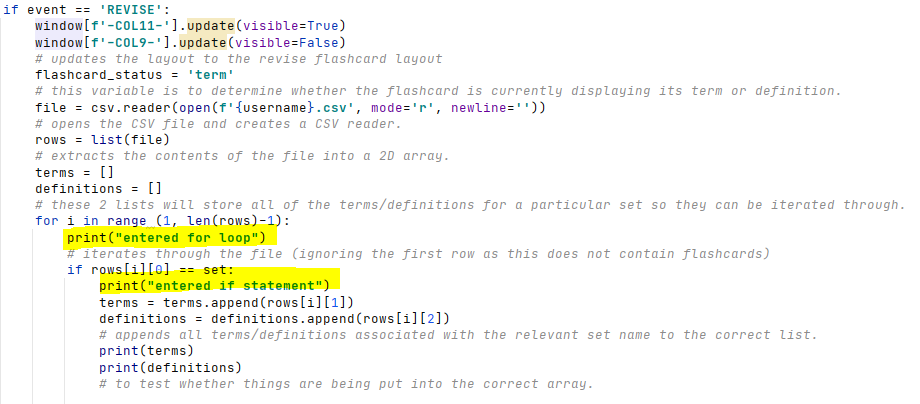 if event == 'REVISE':
    window[f'-COL11-'].update(visible=True)
    window[f'-COL9-'].update(visible=False)
    # updates the layout to the revise flashcard layout
    flashcard_status = 'term'
    # this variable is to determine whether the flashcard is currently displaying its term or definition.
    file = csv.reader(open(f'{username}.csv', mode='r', newline=''))
    # opens the CSV file and creates a CSV reader.
    rows = list(file)
    # extracts the contents of the file into a 2D array.
    terms = []
    definitions = []
    # these 2 lists will store all of the terms/definitions for a particular set so they can be iterated through.
    for i in range (1, len(rows)-1):
        print("entered for loop")
        # iterates through the file (ignoring the first row as this does not contain flashcards)
        if rows[i][0] == set:
            print("entered if statement")
            terms = terms.append(rows[i][1])
            definitions = definitions.append(rows[i][2])
            # appends all terms/definitions associated with the relevant set name to the correct list.
            print(terms)
            print(definitions)
            # to test whether things are being put into the correct array.